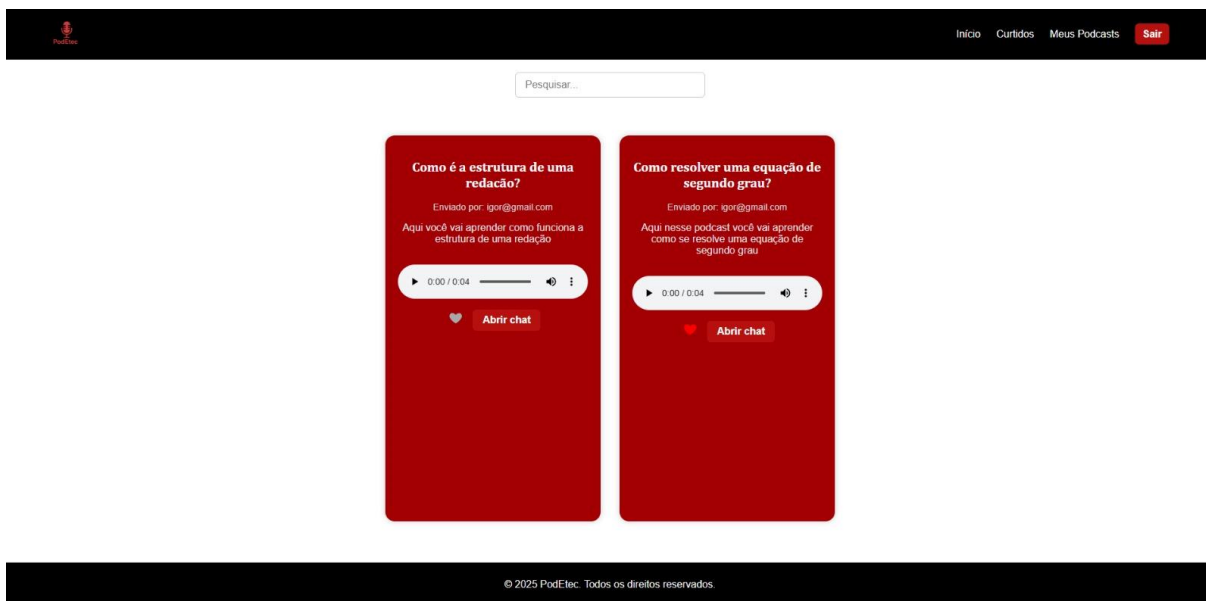 PodEtec
Início Curtidos Meus Podcasts Sair
Pesquisar...
Como é a estrutura de uma
redacão?
Enviado por: igor@gmail.com
Aqui você vai aprender como funciona a
estrutura de uma redação
0:00 / 0:04
Abrir chat
Como resolver uma equação de
segundo grau?
Enviado por: igor@gmail.com
Aqui nesse podcast você vai aprender
como se resolve uma equação de
segundo grau
0:00 / 0:04
Abrir chat
© 2025 PodEtec. Todos os direitos reservados.